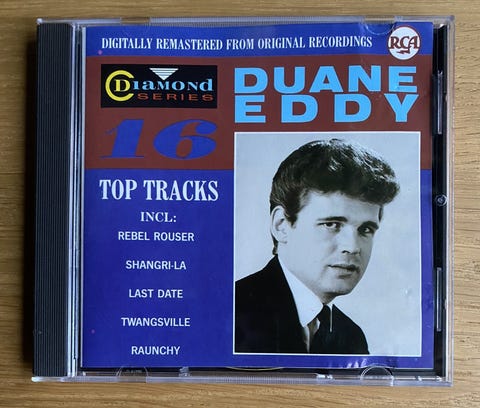 DIGITALLY REMASTERED FROM ORIGINAL RECORDINGS
RCA
CD DIAMOND
SERIES
DUANE
EDDY
16
TOP TRACKS
INCL:
REBEL ROUSER
SHANGRI-LA
LAST DATE
TWANGSVILLE
RAUNCHY